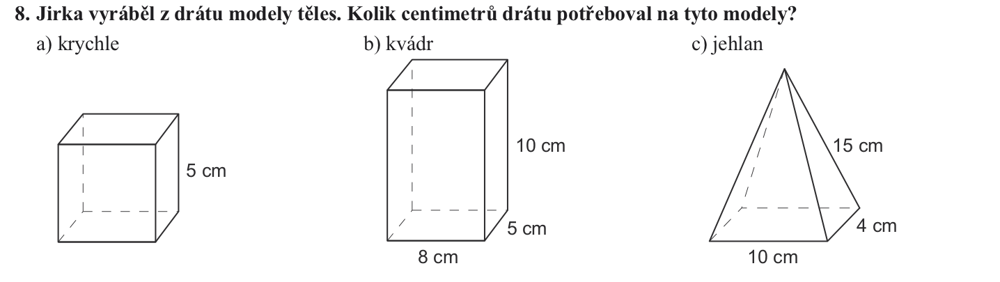 8. Jirka vyráběl z drátu modely těles. Kolik centimetrů drátu potřeboval na tyto modely?
a) krychle b) kvádr c) jehlan
5 cm
10 cm
5 cm
8 cm
15 cm
4 cm
10 cm